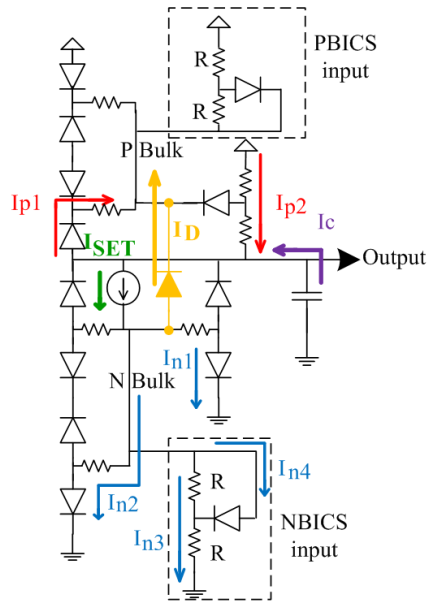 PBICS
input
R
R
P Bulk
Ip1
Ip2
ID
Ic
ISET
Output
In1
N Bulk
In2
In4
R
In3
R
NBICS
input